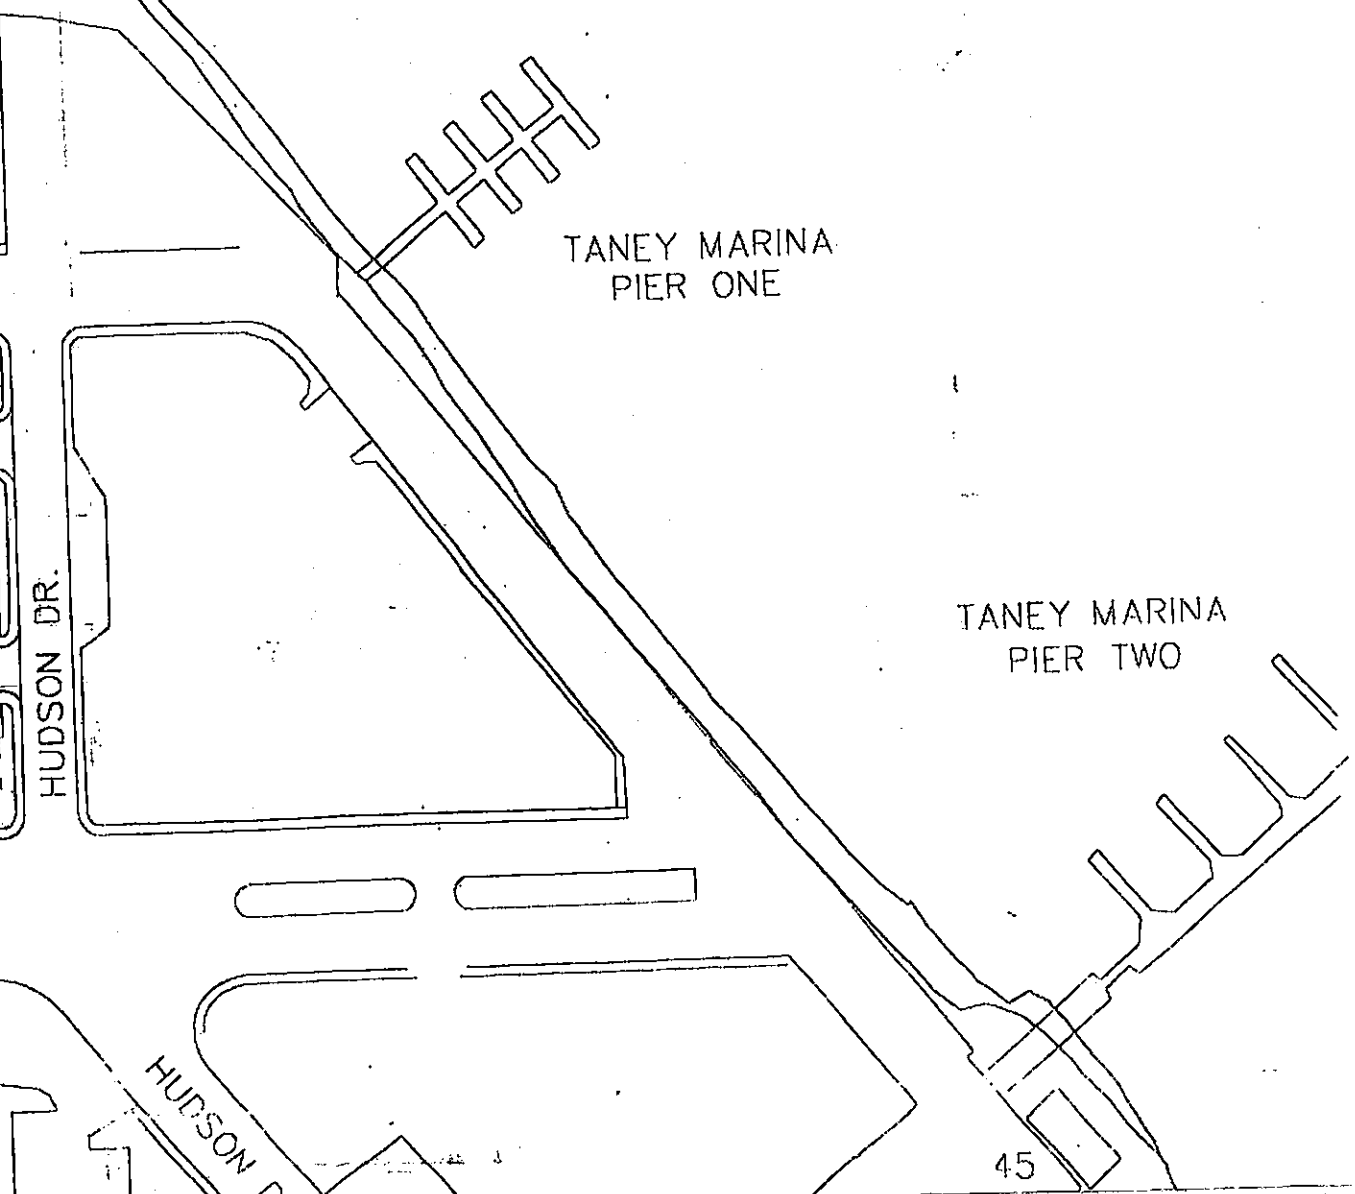 TANEY MARINA
PIER ONE
TANEY MARINA
PIER TWO
HUDSON DR.
HUDSON D
45